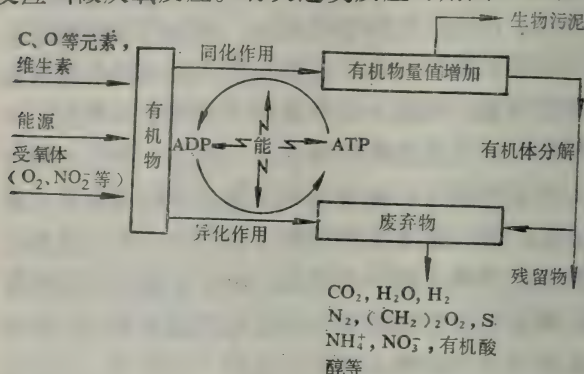 生物污泥
C、O等元素，
维生素
同化作用
有机物量值增加
能源
受氧体
（O₂、NO₂⁻等）
有机物
ADP
能
ATP
有机体分解
异化作用
废弃物
残留物
CO₂, H₂O, H₂
N₂, (CH₂)₂O₂, S
NH₄⁺, NO₃⁻, 有机酸
醇等